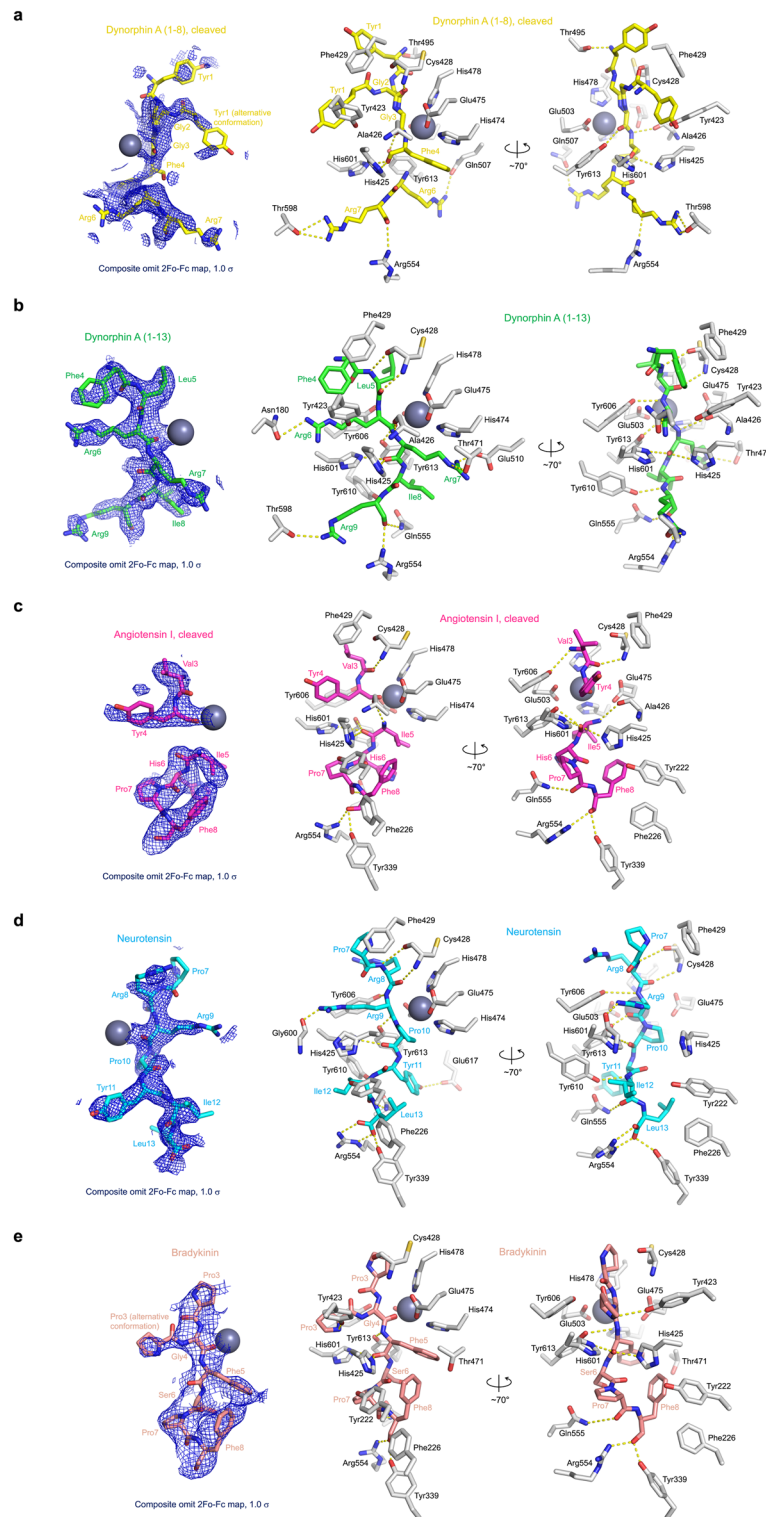 a
Dynorphin A (1-8), cleaved
Tyr1
Gly2
Tyr1 (alternative
conformation)
Gly3
Phe4
Arg6
Arg7
Composite omit 2Fo-Fc map, 1.0 σ
Dynorphin A (1-8), cleaved
Tyr1
Thr495
Phe429
Cys428
His478
Gly2
Tyr1
Glu475
Tyr423
Gly3
His474
Ala426
Phe4
His601
Tyr613
Gln507
His425
Arg6
Arg7
Thr598
Arg554
~70°
Thr495
Phe429
His478
Cys428
Glu503
Tyr423
Gln507
Ala426
Tyr613
His425
His601
Thr598
Arg554
b
Dynorphin A (1-13)
Phe4
Leu5
Arg6
Arg7
Arg9
Ile8
Composite omit 2Fo-Fc map, 1.0 σ
Dynorphin A (1-13)
Phe429
Cys428
His478
Phe4
Leu5
Glu475
Asn180
Tyr423
His474
Arg6
Tyr606
Ala426
Thr471
His601
Tyr613
Glu510
His425
Arg7
Tyr610
Ile8
Thr598
Arg9
Gln555
Arg554
~70°
Phe429
Cys428
Glu475
Tyr606
Tyr423
Glu503
Ala426
Tyr613
His601
Thr47
His425
Tyr610
Gln555
Arg554
c
Angiotensin I, cleaved
Val3
Tyr4
His6
Ile5
Pro7
Phe8
Composite omit 2Fo-Fc map, 1.0 σ
Angiotensin I, cleaved
Phe429
Cys428
Val3
His478
Tyr4
Glu475
Tyr606
His474
His601
His425
Ile5
His6
Pro7
Phe8
Arg554
Phe226
Tyr339
~70°
Phe429
Cys428
Val3
Tyr606
Tyr4
Glu475
Glu503
Ala426
Tyr613
His601
Ile5
His425
His6
Tyr222
Pro7
Gln555
Phe8
Arg554
Phe226
Tyr339
d
Neurotensin
Pro7
Arg8
Arg9
Pro10
Tyr11
Ile12
Leu13
Composite omit 2Fo-Fc map, 1.0 σ
Neurotensin
Phe429
Pro7
Cys428
Arg8
His478
Tyr606
Glu475
Arg9
Gly600
Pro10
His474
His425
Tyr613
Tyr610
Tyr11
Glu617
Ile12
Leu13
Phe226
Arg554
Tyr339
~70°
Pro7
Phe429
Arg8
Cys428
Tyr606
Arg9
Glu475
Glu503
His601
Tyr613
Pro10
His425
Tyr11
Tyr610
Ile12
Tyr222
Gln555
Leu13
Phe226
Arg554
Tyr339
e
Bradykinin
Pro3
Pro3 (alternative
conformation)
Gly4
Phe5
Ser6
Pro7
Phe8
Composite omit 2Fo-Fc map, 1.0 σ
Bradykinin
Cys428
His478
Pro3
Tyr423
Glu475
Gly4
Pro3
His474
Tyr613
His601
Phe5
His425
Thr471
Ser6
Pro7
Phe8
Tyr222
Phe226
Arg554
Tyr339
~70°
Cys428
His478
Tyr606
Glu475
Tyr423
Glu503
Tyr613
His425
His601
Thr471
Ser6
Pro7
Phe8
Tyr222
Gln555
Phe226
Arg554
Tyr339